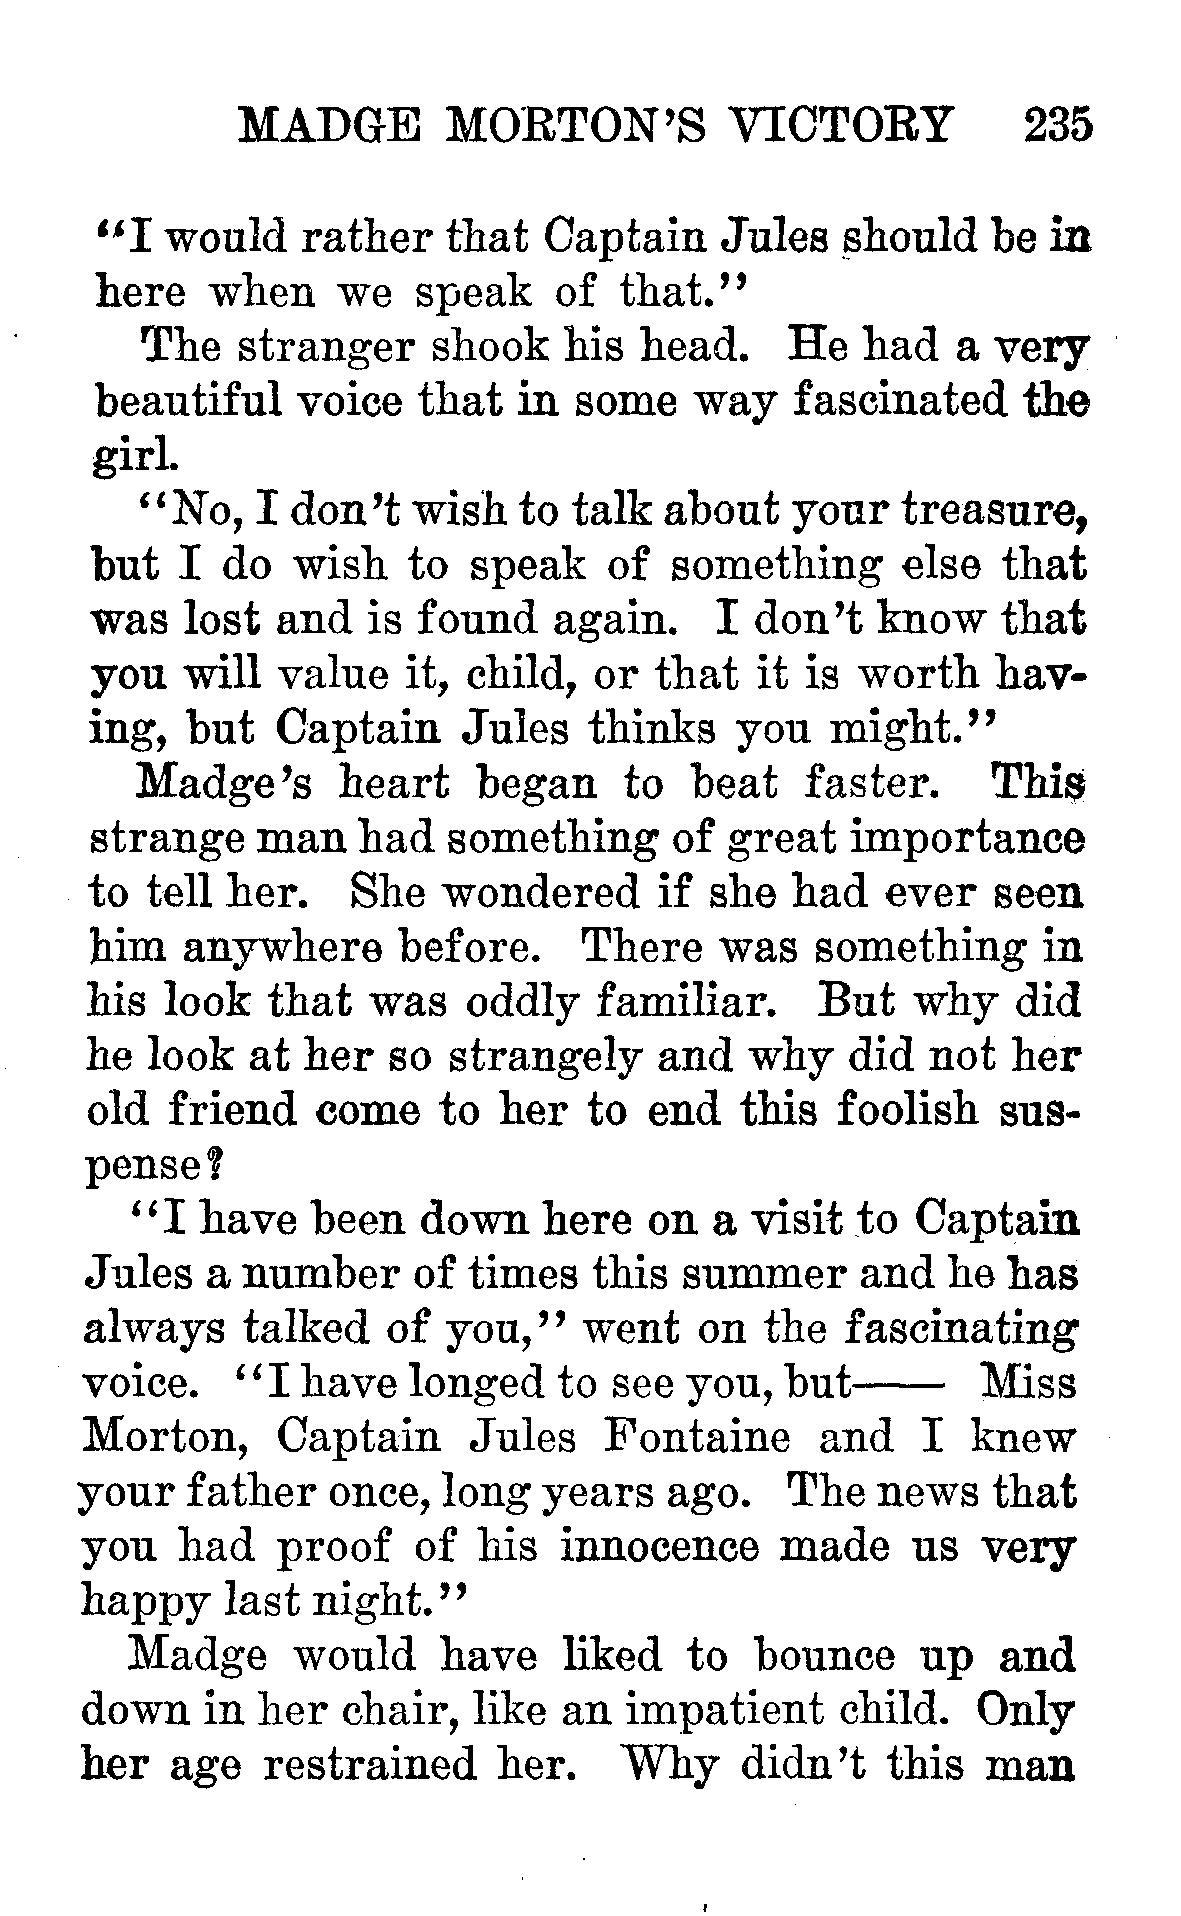 MADGE MORTON'S VICTORY 235
"I would rather that Captain Jules should be in
here when we speak of that."
The stranger shook his head. He had a very
beautiful voice that in some way fascinated the
girl.
"No, I don't wish to talk about your treasure,
but I do wish to speak of something else that
was lost and is found again. I don't know that
you will value it, child, or that it is worth hav-
ing, but Captain Jules thinks you might."
Madge's heart began to beat faster. This
strange man had something of great importance
to tell her. She wondered if she had ever seen
him anywhere before. There was something in
his look that was oddly familiar. But why did
he look at her so strangely and why did not her
old friend come to her to end this foolish sus-
pense?
"I have been down here on a visit to Captain
Jules a number of times this summer and he has
always talked of you," went on the fascinating
voice. "I have longed to see you, but—— Miss
Morton, Captain Jules Fontaine and I knew
your father once, long years ago. The news that
you had proof of his innocence made us very
happy last night."
Madge would have liked to bounce up and
down in her chair, like an impatient child. Only
her age restrained her. Why didn't this man